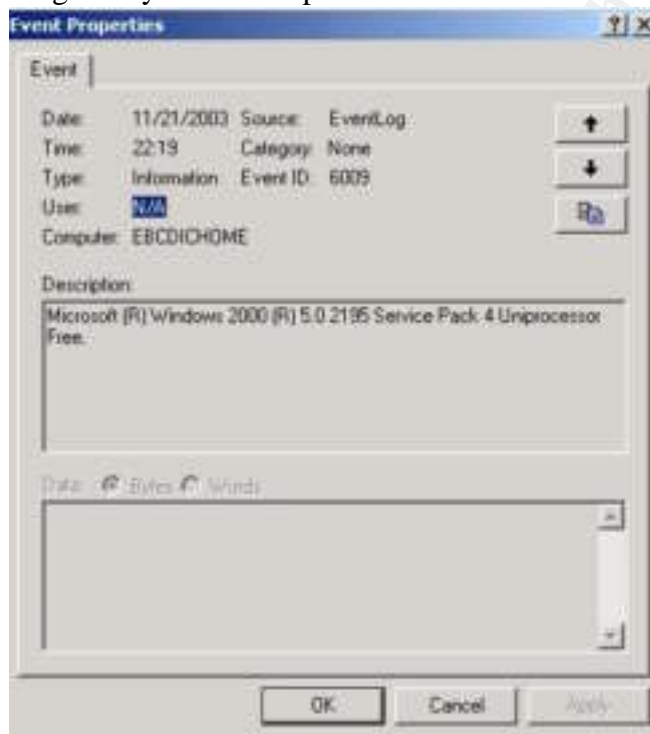 Event Properties
Event
Date: 11/21/2003 Source: EventLog
Time: 22:19 Category: None
Type: Information Event ID: 6009
User: N/A
Computer: EBCDICHOME
Description:
Microsoft (R) Windows 2000 (R) 5.0 2195 Service Pack 4 Uniprocessor
Free.
Data: Bytes Words
OK Cancel Apply